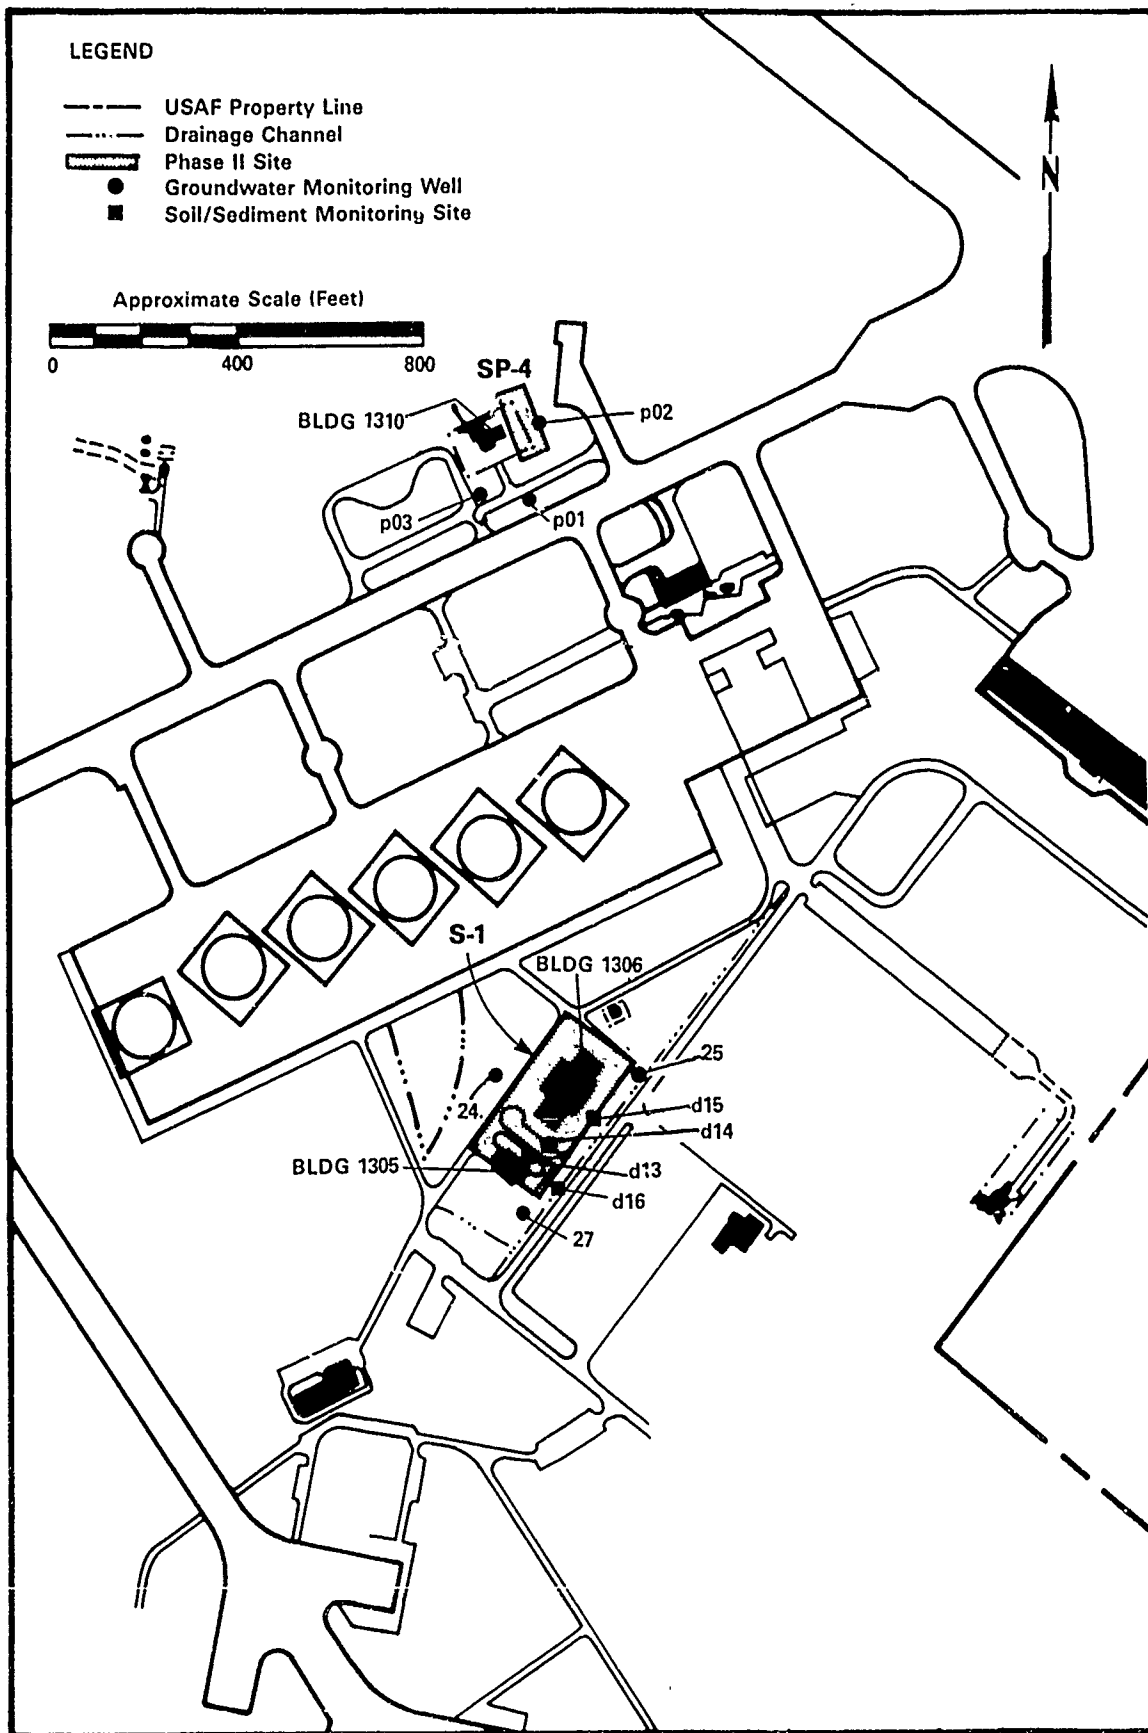 LEGEND
USAF Property Line
Drainage Channel
Phase II Site
Groundwater Monitoring Well
Soil/Sediment Monitoring Site
N
Approximate Scale (Feet)
0 400 800
SP-4
BLDG 1310
p02
p03
p01
S-1
BLDG 1306
25
24
d15
d14
BLDG 1305
d13
d16
27